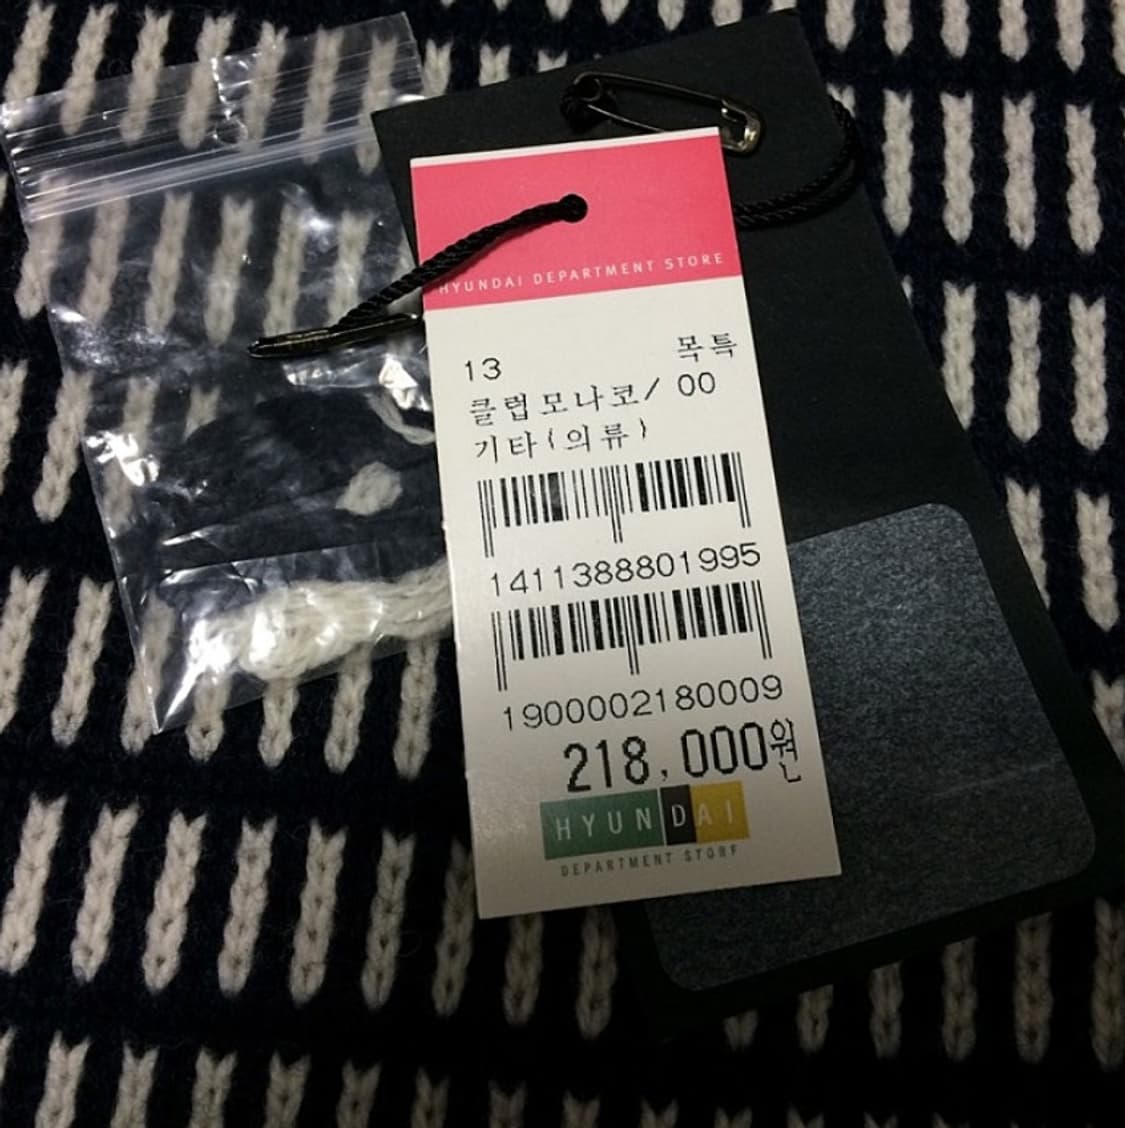 HYUNDAI DEPARTMENT STORE
13 목특
클럽모나코/ 00
기타(의류)
1411388801995
1900002180009
218,000원
HYUNDAI
DEPARTMENT STORE